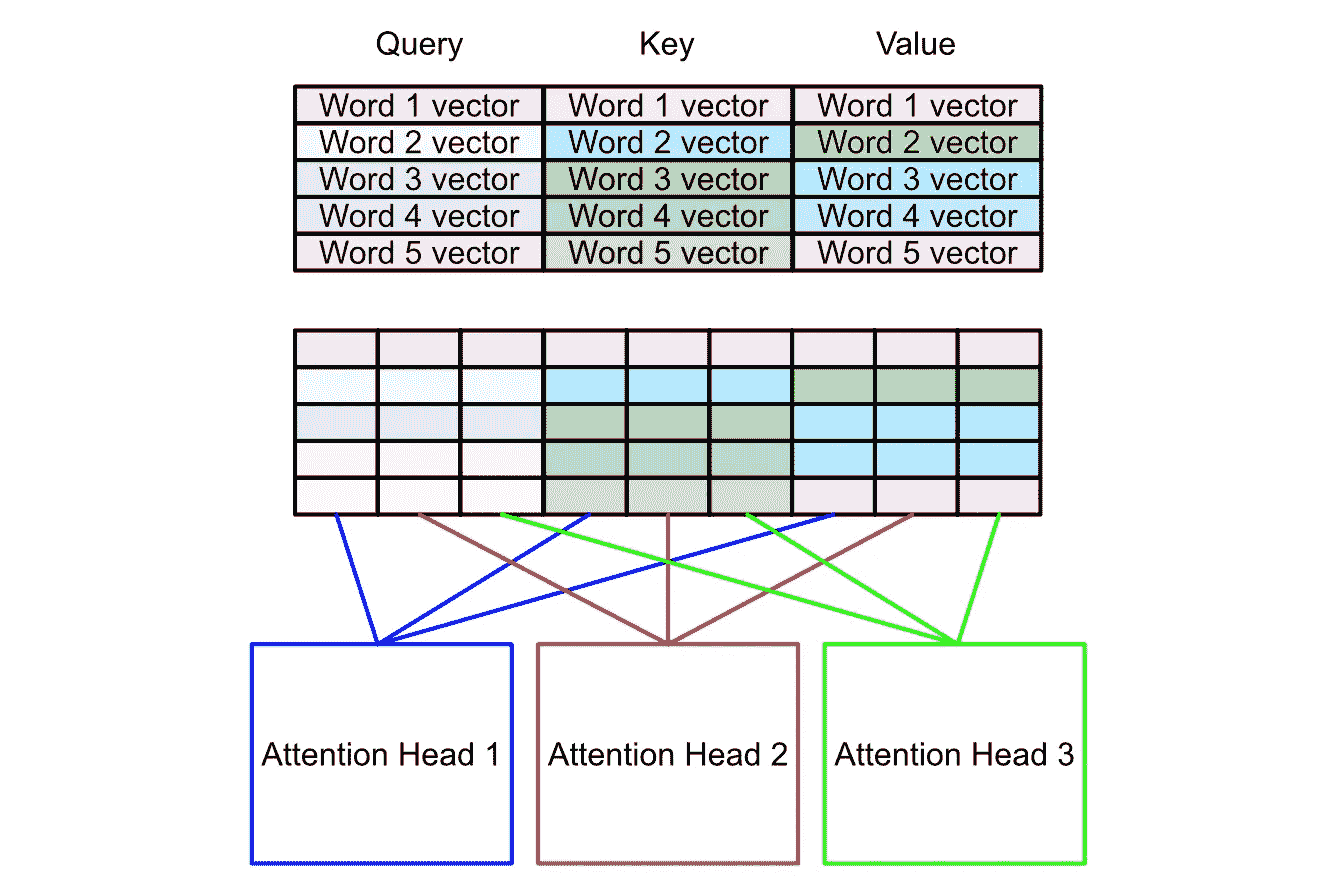 Query Key Value
Word 1 vector Word 1 vector Word 1 vector
Word 2 vector Word 2 vector Word 2 vector
Word 3 vector Word 3 vector Word 3 vector
Word 4 vector Word 4 vector Word 4 vector
Word 5 vector Word 5 vector Word 5 vector
Attention Head 1 Attention Head 2 Attention Head 3